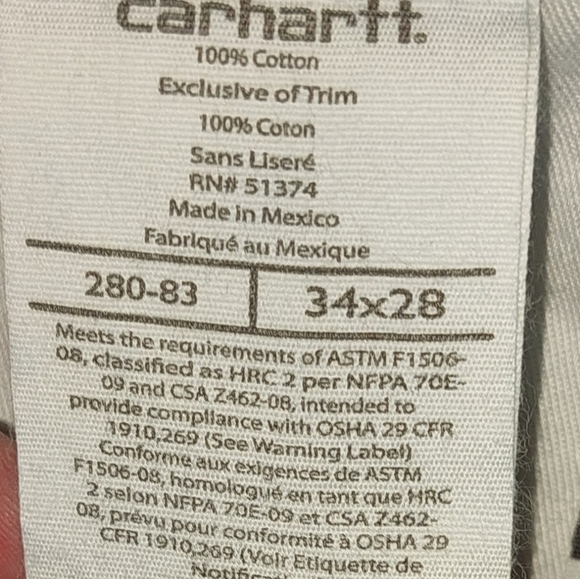 carhartt.
100% Cotton
Exclusive of Trim
100% Coton
Sans Liseré
RN# 51374
Made in Mexico
Fabriqué au Mexique
280-83 34x28
Meets the requirements of ASTM F1506-
08, classified as HRC 2 per NFPA 70E-
09 and CSA Z462-08, intended to
provide compliance with OSHA 29 CFR
1910,269 (See Warning Label)
Conforme aux exigences de ASTM
F1506-08, homologué en tant que HRC
2 selon NFPA 70E-09 et CSA Z462-
08, prévu pour conformité à OSHA 29
CFR 1910,269 (Voir Etiquette de